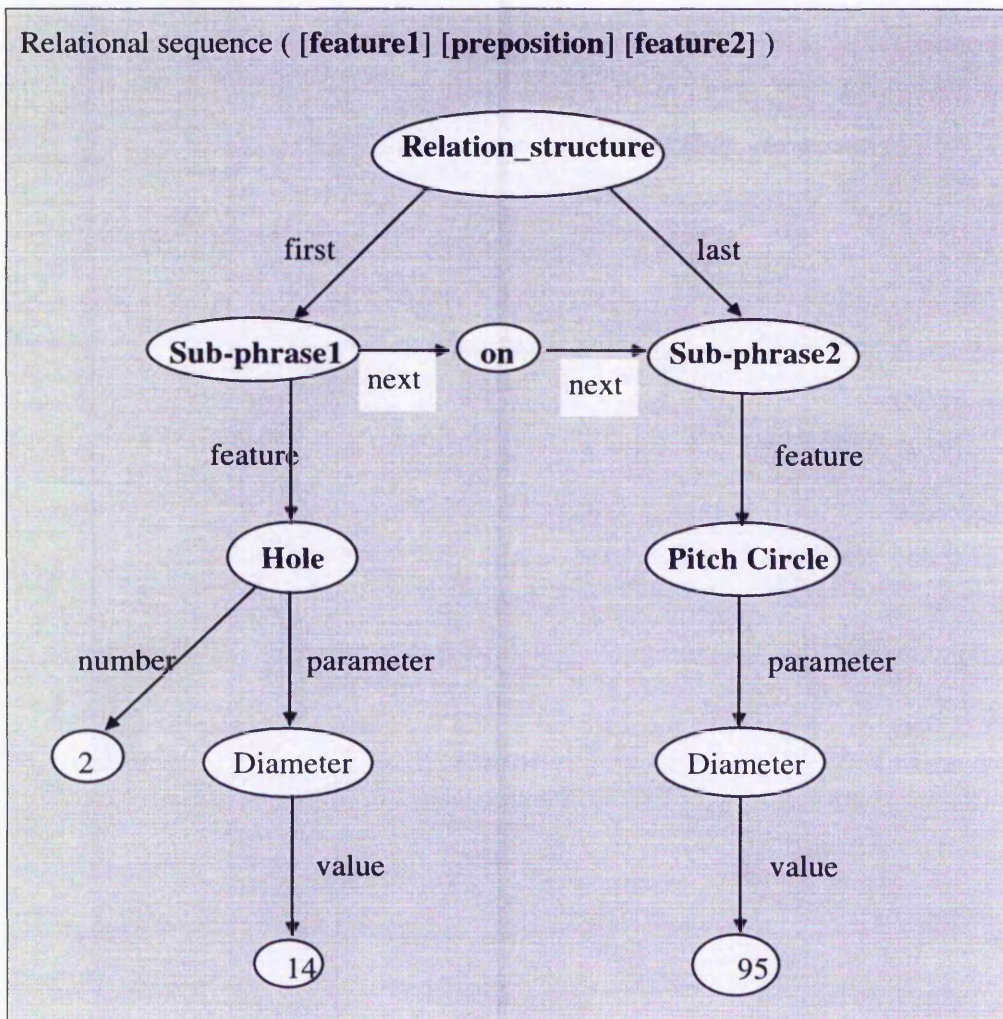 Relational sequence ( [feature1] [preposition] [feature2] )
Relation_structure
first
last
Sub-phrase1
on
Sub-phrase2
next
next
feature
feature
Hole
Pitch Circle
number
parameter
parameter
2
Diameter
Diameter
value
value
14
95